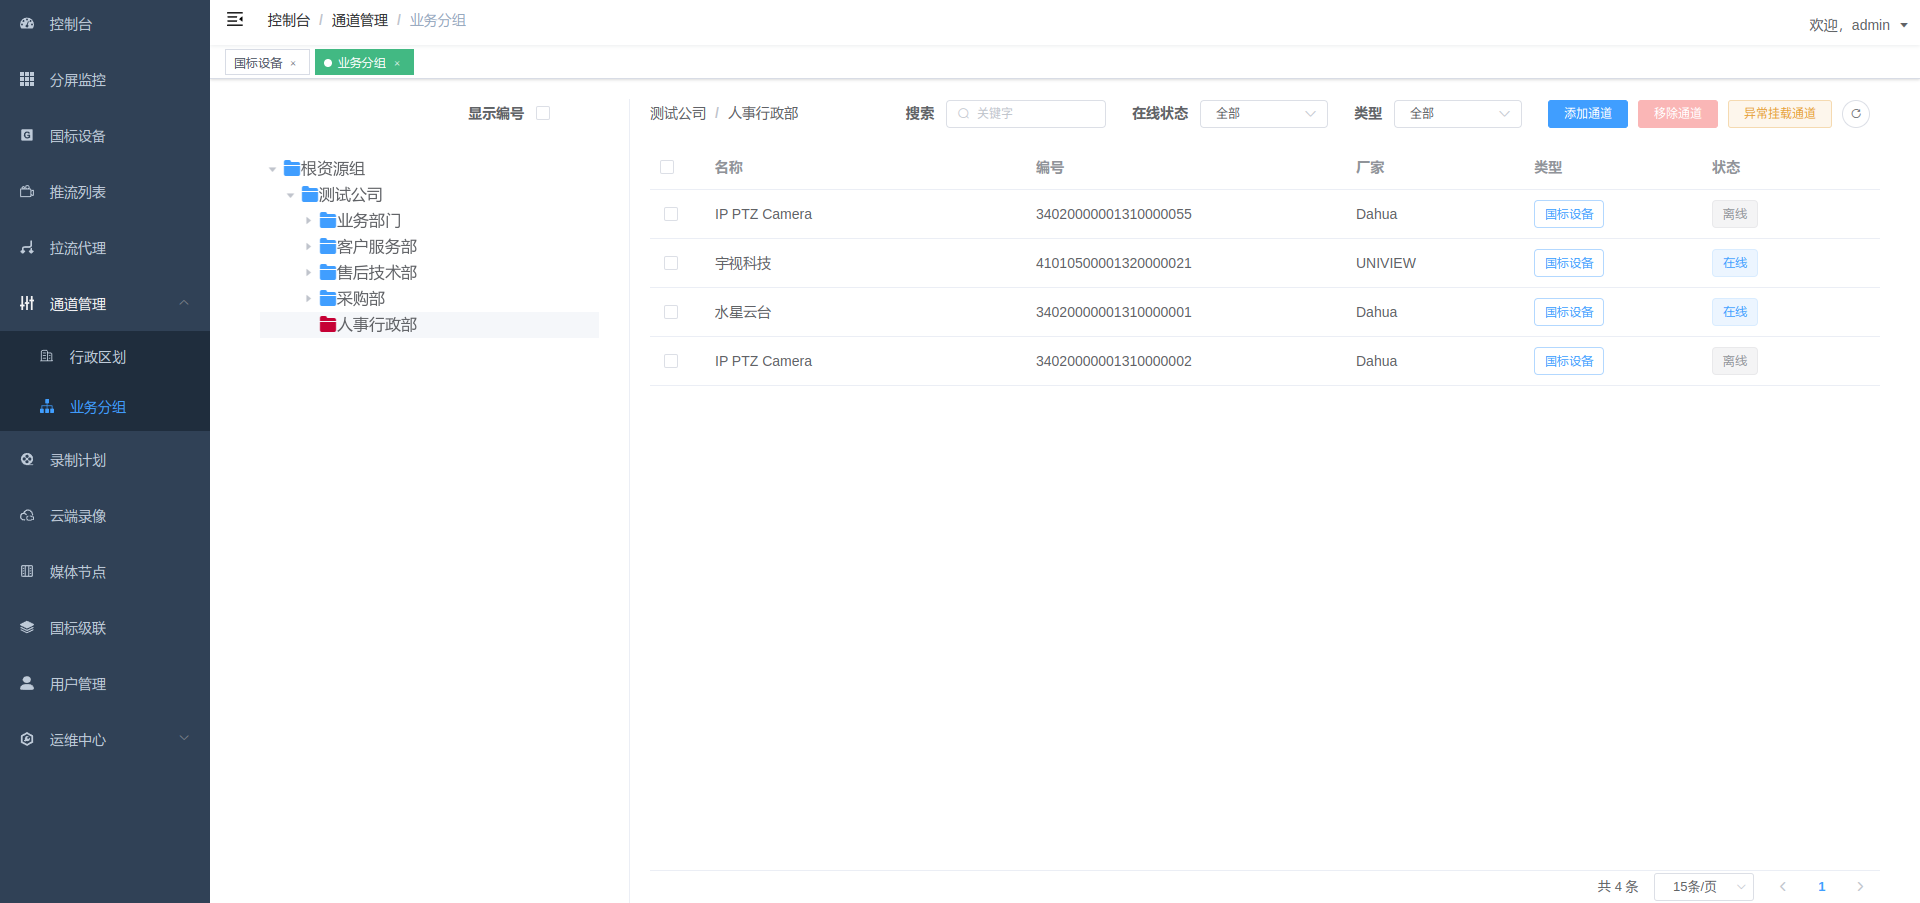 控制台
分屏监控
国标设备
推流列表
拉流代理
通道管理
行政区划
业务分组
录制计划
云端录像
媒体节点
国标级联
用户管理
运维中心
控制台 / 通道管理 / 业务分组
欢迎, admin
国标设备 ×
业务分组 ×
显示编号
根资源组
测试公司
业务部门
客户服务部
售后技术部
采购部
人事行政部
测试公司 / 人事行政部 搜索 关键字 在线状态 全部 类型 全部 添加通道 移除通道 异常挂载通道
名称 编号 厂家 类型 状态
IP PTZ Camera 34020000001310000055 Dahua 国标设备 离线
宇视科技 41010500001320000021 UNIVIEW 国标设备 在线
水星云台 34020000001310000001 Dahua 国标设备 在线
IP PTZ Camera 34020000001310000002 Dahua 国标设备 离线
共 4 条 15条/页 1